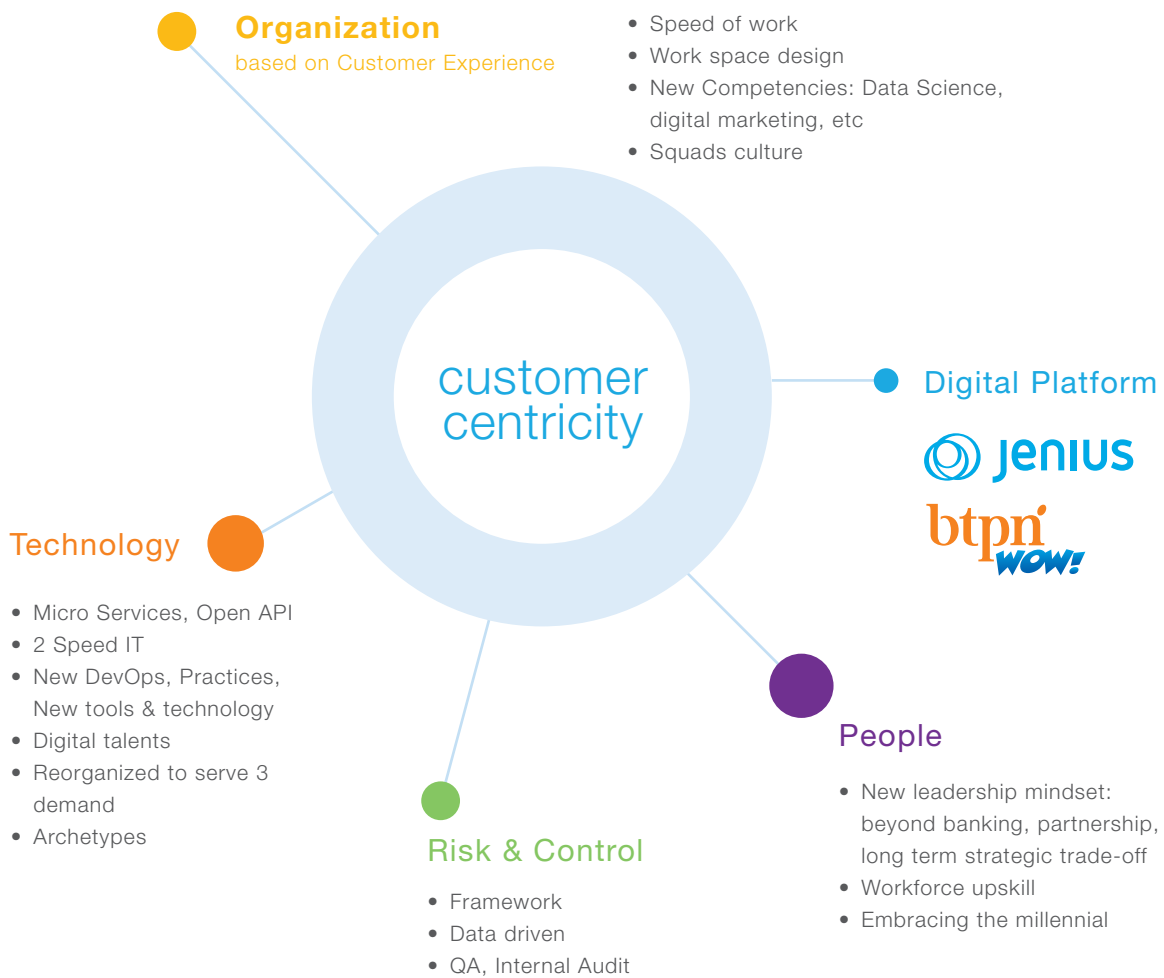 Organization
based on Customer Experience
• Speed of work
• Work space design
• New Competencies: Data Science,
digital marketing, etc
• Squads culture
customer
centricity
Digital Platform
Jenius
btpn
WOW!
Technology
• Micro Services, Open API
• 2 Speed IT
• New DevOps, Practices,
New tools & technology
• Digital talents
• Reorganized to serve 3
demand
• Archetypes
Risk & Control
• Framework
• Data driven
• QA, Internal Audit
People
• New leadership mindset:
beyond banking, partnership,
long term strategic trade-off
• Workforce upskill
• Embracing the millennial